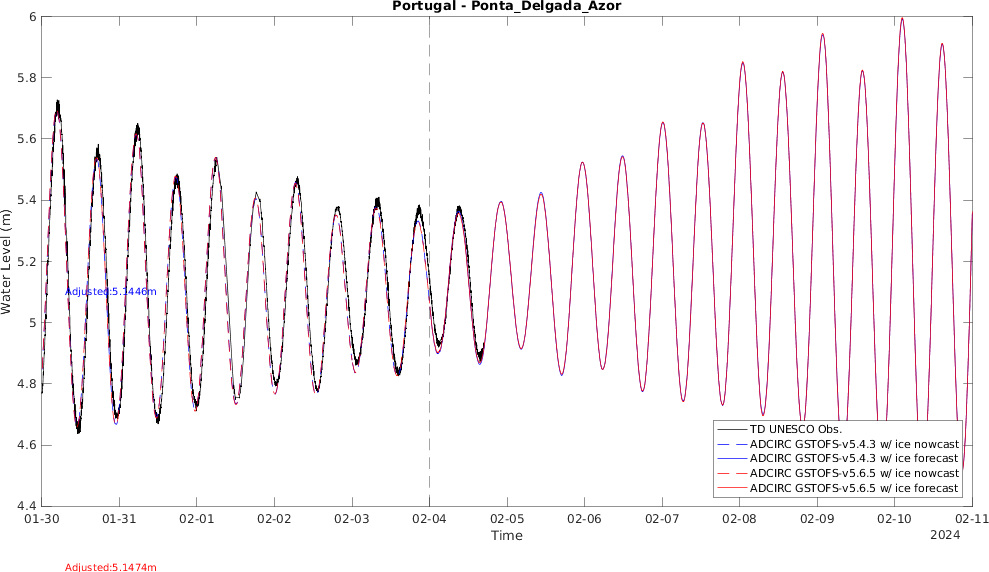 Portugal - Ponta_Delgada_Azor
6
5.8
5.6
5.4
5.2
5
4.8
4.6
4.4
Water Level (m)
Adjusted:5.1446m
TD UNESCO Obs.
ADCIRC GSTOFS-v5.4.3 w/ ice nowcast
ADCIRC GSTOFS-v5.4.3 w/ ice forecast
ADCIRC GSTOFS-v5.6.5 w/ ice nowcast
ADCIRC GSTOFS-v5.6.5 w/ ice forecast
01-30 01-31 02-01 02-02 02-03 02-04 02-05 02-06 02-07 02-08 02-09 02-10 02-11
Time
2024
Adjusted:5.1474m